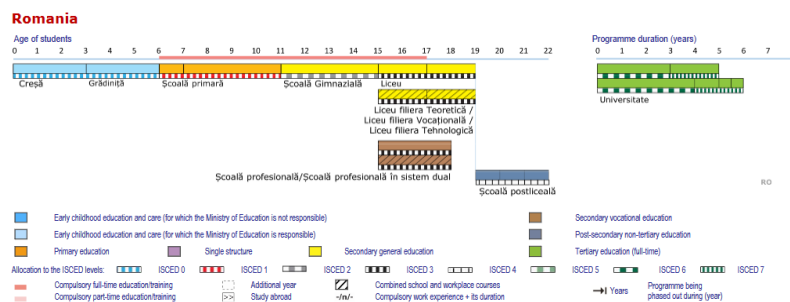 Romania
Age of students
Programme duration (years)
0 1 2 3 4 5 6 7 8 9 10 11 12 13 14 15 16 17 18 19 20 21 22
0 1 2 3 4 5 6 7
Creșă
Grădiniță
Școală primară
Școală Gimnazială
Liceu
Universitate
Liceu filiera Teoretică /
Liceu filiera Vocațională /
Liceu filiera Tehnologică
Școală profesională/Școală profesională în sistem dual
Școală postliceală
RO
Early childhood education and care (for which the Ministry of Education is not responsible)
Secondary vocational education
Early childhood education and care (for which the Ministry of Education is responsible)
Post-secondary non-tertiary education
Primary education
Single structure
Secondary general education
Tertiary education (full-time)
Allocation to the ISCED levels:
ISCED 0
ISCED 1
ISCED 2
ISCED 3
ISCED 4
ISCED 5
ISCED 6
ISCED 7
Compulsory full-time education/training
Additional year
Combined school and workplace courses
Years
Programme being
phased out during (year)
Compulsory part-time education/training
>>
Study abroad
-/n/-
Compulsory work experience + its duration